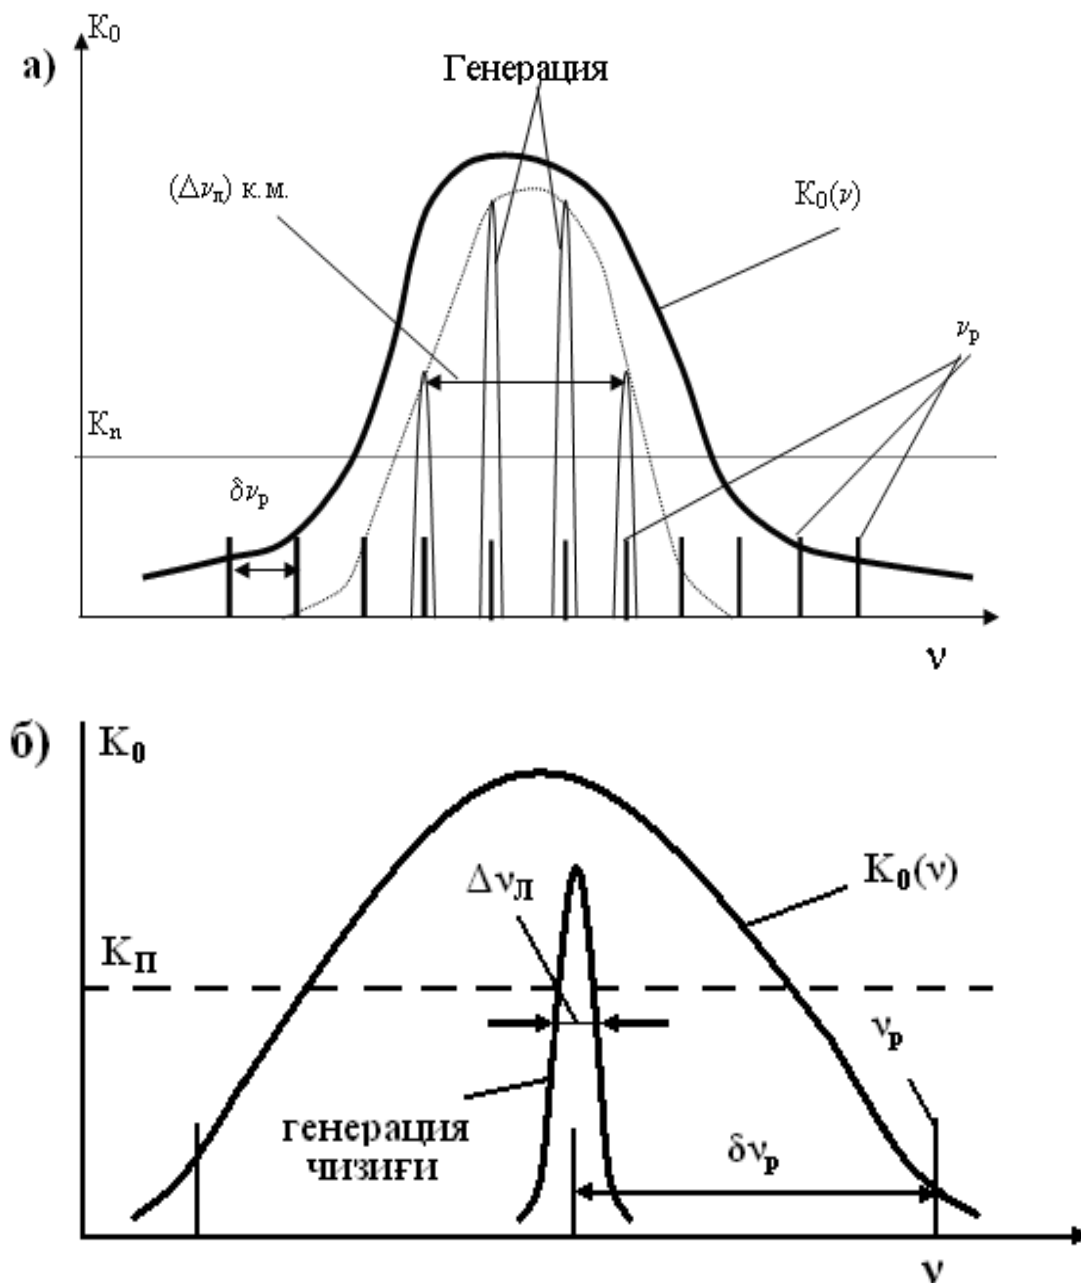 K₀
а)
Генерация
(Δνл) к.м.
K₀(ν)
νр
Kп
δνр
ν
б)
K₀
K₀(ν)
ΔνЛ
KП
νр
генерация
чизиғи
δνр
ν